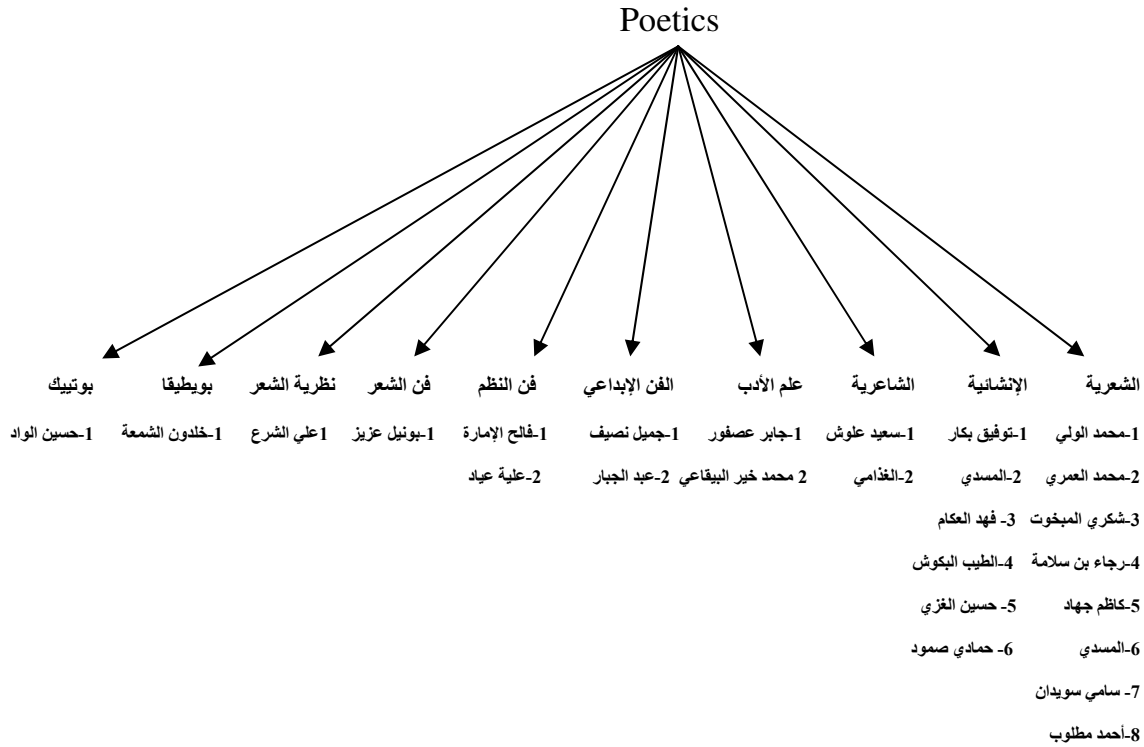 Poetics
الشعرية الإنشائية الشاعرية علم الأدب الفن الإبداعي فن النظم فن الشعر نظرية الشعر بويطيقا بوتييك
1-محمد الولي 1-توفيق بكار 1-سعيد علوش 1-جابر عصفور 1-جميل نصيف 1-فالح الإمارة 1-بونيل عزيز 1علي الشرع 1-خلدون الشمعة 1-حسين الواد
2-محمد العمري 2-المسدي 2-الغذامي 2 محمد خير البيقاعي 2-عبد الجبار 2-علية عياد
3-شكري المبخوت 3- فهد العكام
4-رجاء بن سلامة 4-الطيب البكوش
5-كاظم جهاد 5- حسين الغزي
6-المسدي 6- حمادي صمود
7- سامي سويدان
8-أحمد مطلوب